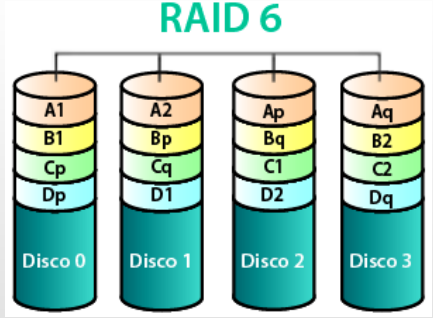 RAID 6
A1 A2 Ap Aq
B1 Bp Bq B2
Cp Cq C1 C2
Dp D1 D2 Dq
Disco 0 Disco 1 Disco 2 Disco 3